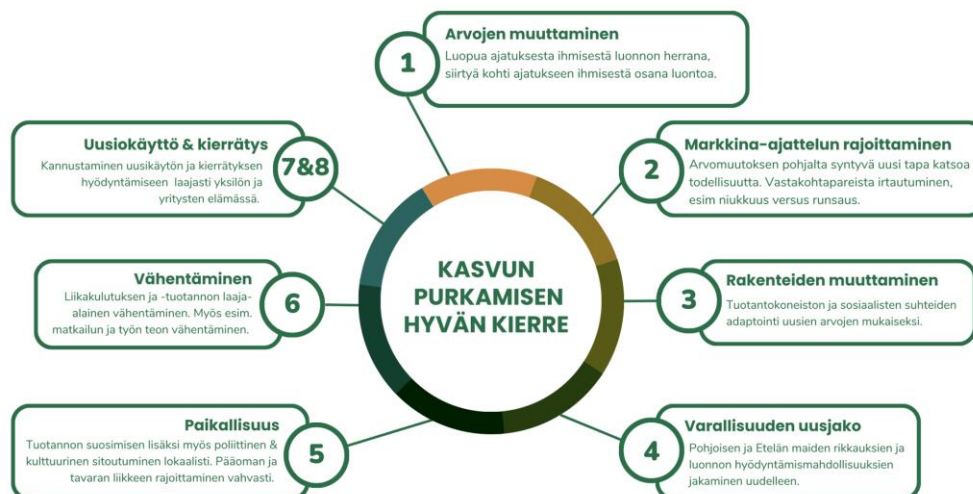 1
Arvojen muuttaminen
Luopua ajatuksesta ihmisestä luonnon herrana,
siirtyä kohti ajatukseen ihmisestä osana luontoa.
2
Markkina-ajattelun rajoittaminen
Arvomuutoksen pohjalta syntyvä uusi tapa katsoa
todellisuutta. Vastakohtapareista irtautuminen,
esim niukkuus versus runsaus.
3
Rakenteiden muuttaminen
Tuotantokoneiston ja sosiaalisten suhteiden
adaptointi uusien arvojen mukaiseksi.
4
Varallisuuden uusjako
Pohjoisen ja Etelän maiden rikkauksien ja
luonnon hyödyntämismahdollisuuksien
jakaminen uudelleen.
5
Paikallisuus
Tuotannon suosimisen lisäksi myös poliittinen &
kulttuurinen sitoutuminen lokaalisti. Pääoman ja
tavaran liikkeen rajoittaminen vahvasti.
6
Vähentäminen
Liikakulutuksen ja -tuotannon laaja-
alainen vähentäminen. Myös esim.
matkailun ja työn teon vähentäminen.
7&8
Uusiokäyttö & kierrätys
Kannustaminen uusikäytön ja kierrätyksen
hyödyntämiseen laajasti yksilön ja
yritysten elämässä.
KASVUN
PURKAMISEN
HYVÄN KIERRE